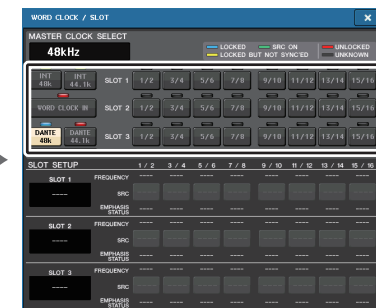 WORD CLOCK / SLOT
MASTER CLOCK SELECT
48kHz
LOCKED SRC ON UNLOCKED
LOCKED BUT NOT SYNC'ED UNKNOWN
INT 48k INT 44.1k SLOT 1 1/2 3/4 5/6 7/8 9/10 11/12 13/14 15/16
WORD CLOCK IN SLOT 2 1/2 3/4 5/6 7/8 9/10 11/12 13/14 15/16
DANTE 48k DANTE 44.1k SLOT 3 1/2 3/4 5/6 7/8 9/10 11/12 13/14 15/16
SLOT SETUP 1 / 2 3 / 4 5 / 6 7 / 8 9 / 10 11 / 12 13 / 14 15 / 16
SLOT 1 FREQUENCY ---- ---- ---- ---- ---- ---- ---- ----
---- SRC
EMPHASIS STATUS ---- ---- ---- ---- ---- ---- ---- ----
SLOT 2 FREQUENCY ---- ---- ---- ---- ---- ---- ---- ----
---- SRC
EMPHASIS STATUS ---- ---- ---- ---- ---- ---- ---- ----
SLOT 3 FREQUENCY ---- ---- ---- ---- ---- ---- ---- ----
---- SRC
EMPHASIS STATUS ---- ---- ---- ---- ---- ---- ---- ----